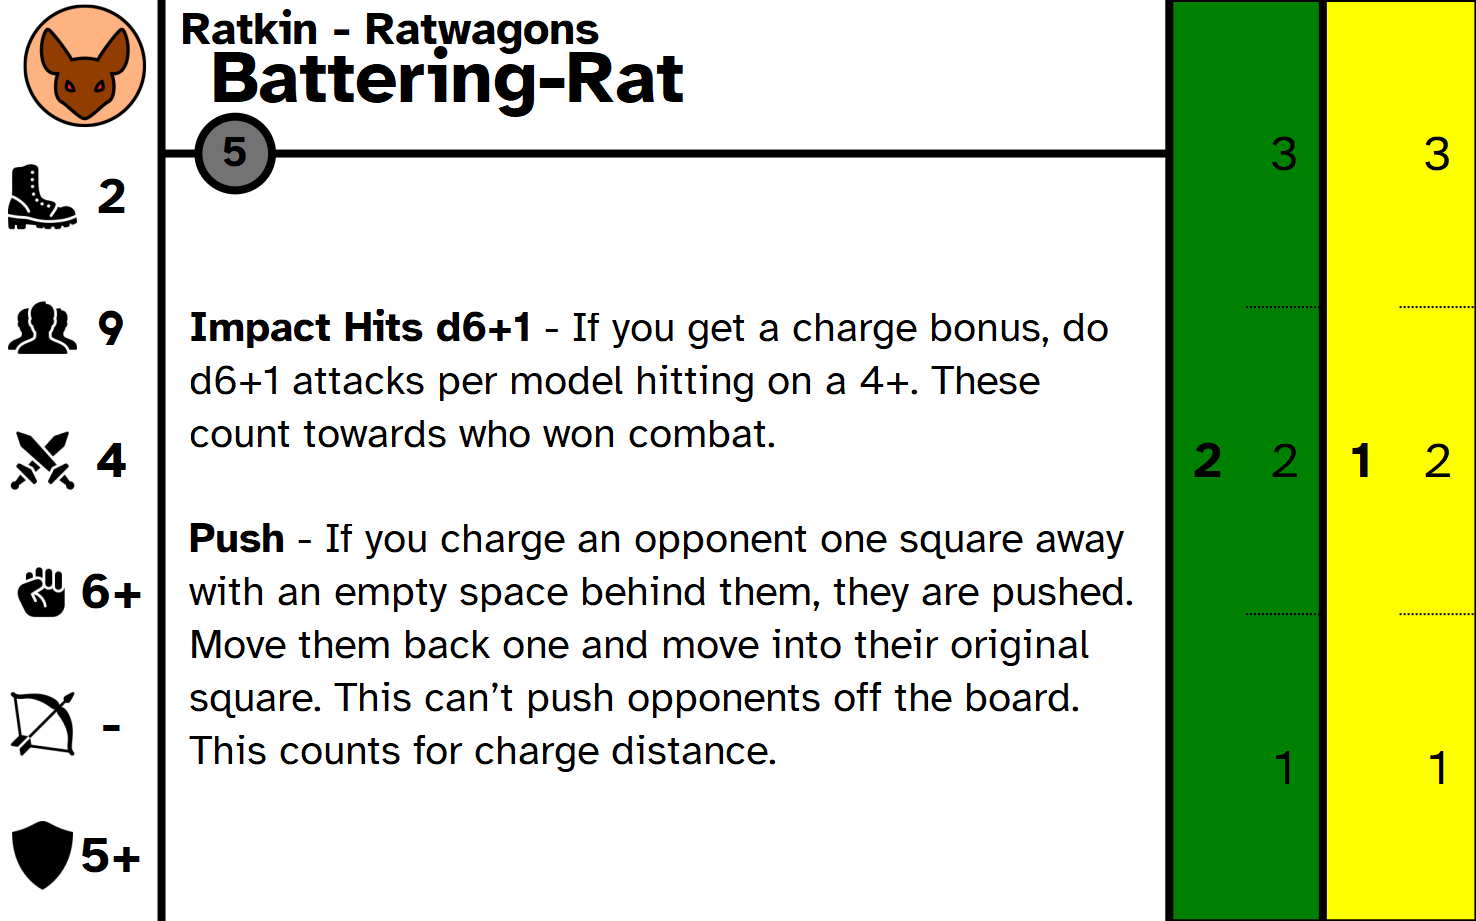 Ratkin - Ratwagons
Battering-Rat
5
2
9
4
6+
-
5+
Impact Hits d6+1 - If you get a charge bonus, do
d6+1 attacks per model hitting on a 4+. These
count towards who won combat.
Push - If you charge an opponent one square away
with an empty space behind them, they are pushed.
Move them back one and move into their original
square. This can’t push opponents off the board.
This counts for charge distance.
2
3
2
1
1
3
2
1